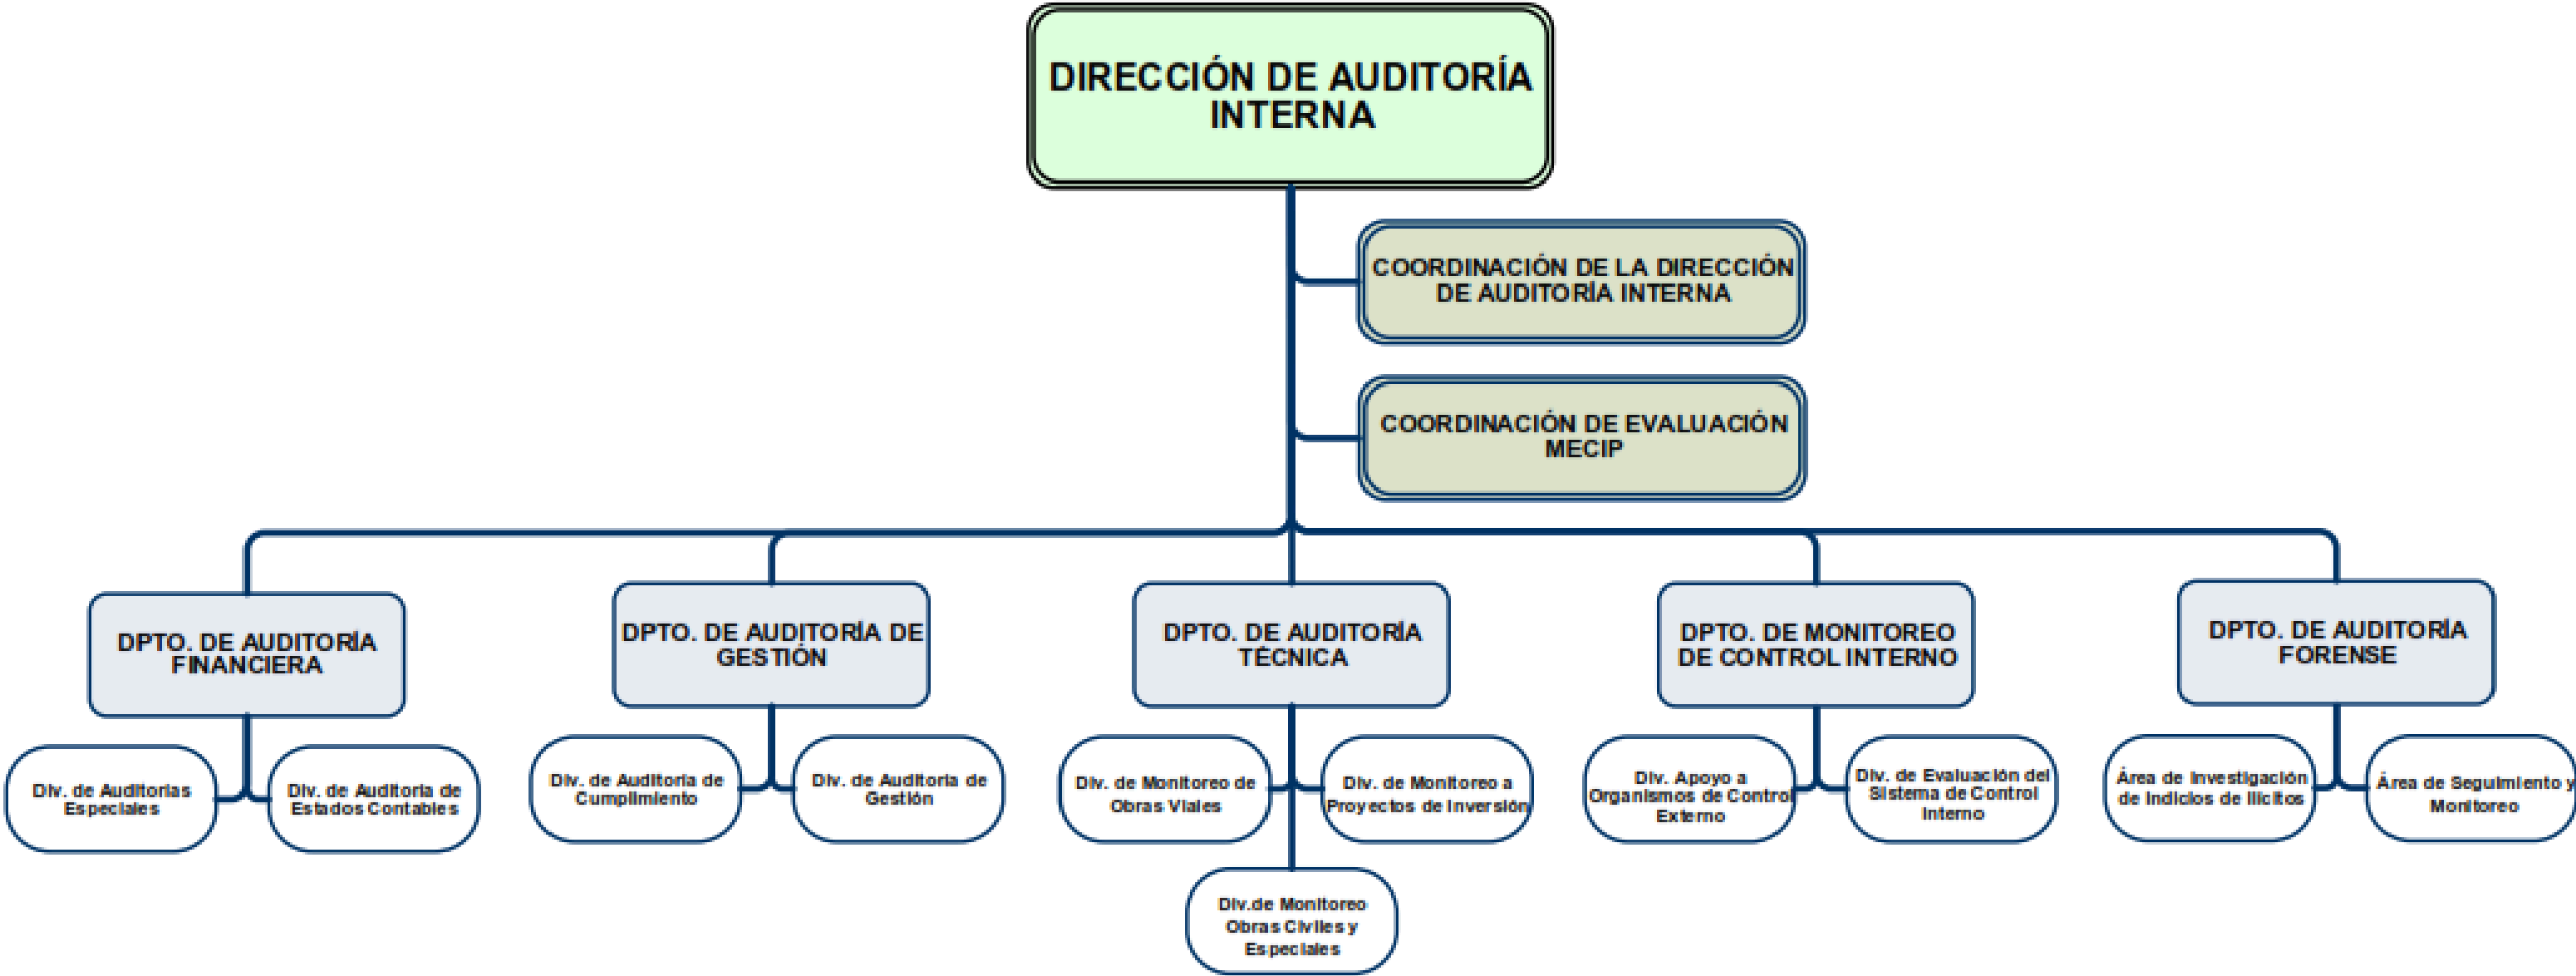 DIRECCIÓN DE AUDITORÍA
INTERNA
COORDINACIÓN DE LA DIRECCIÓN
DE AUDITORÍA INTERNA
COORDINACIÓN DE EVALUACIÓN
MECIP
DPTO. DE AUDITORÍA
FINANCIERA
DPTO. DE AUDITORÍA DE
GESTIÓN
DPTO. DE AUDITORÍA
TÉCNICA
DPTO. DE MONITOREO
DE CONTROL INTERNO
DPTO. DE AUDITORÍA
FORENSE
Div. de Auditorías
Especiales
Div. de Auditoría de
Estados Contables
Div. de Auditoría de
Cumplimiento
Div. de Auditoría de
Gestión
Div. de Monitoreo de
Obras Viales
Div. de Monitoreo a
Proyectos de Inversión
Div.de Monitoreo
Obras Civiles y
Especiales
Div. Apoyo a
Organismos de Control
Externo
Div. de Evaluación del
Sistema de Control
Interno
Área de Investigación
de Indicios de Ilícitos
Área de Seguimiento y
Monitoreo